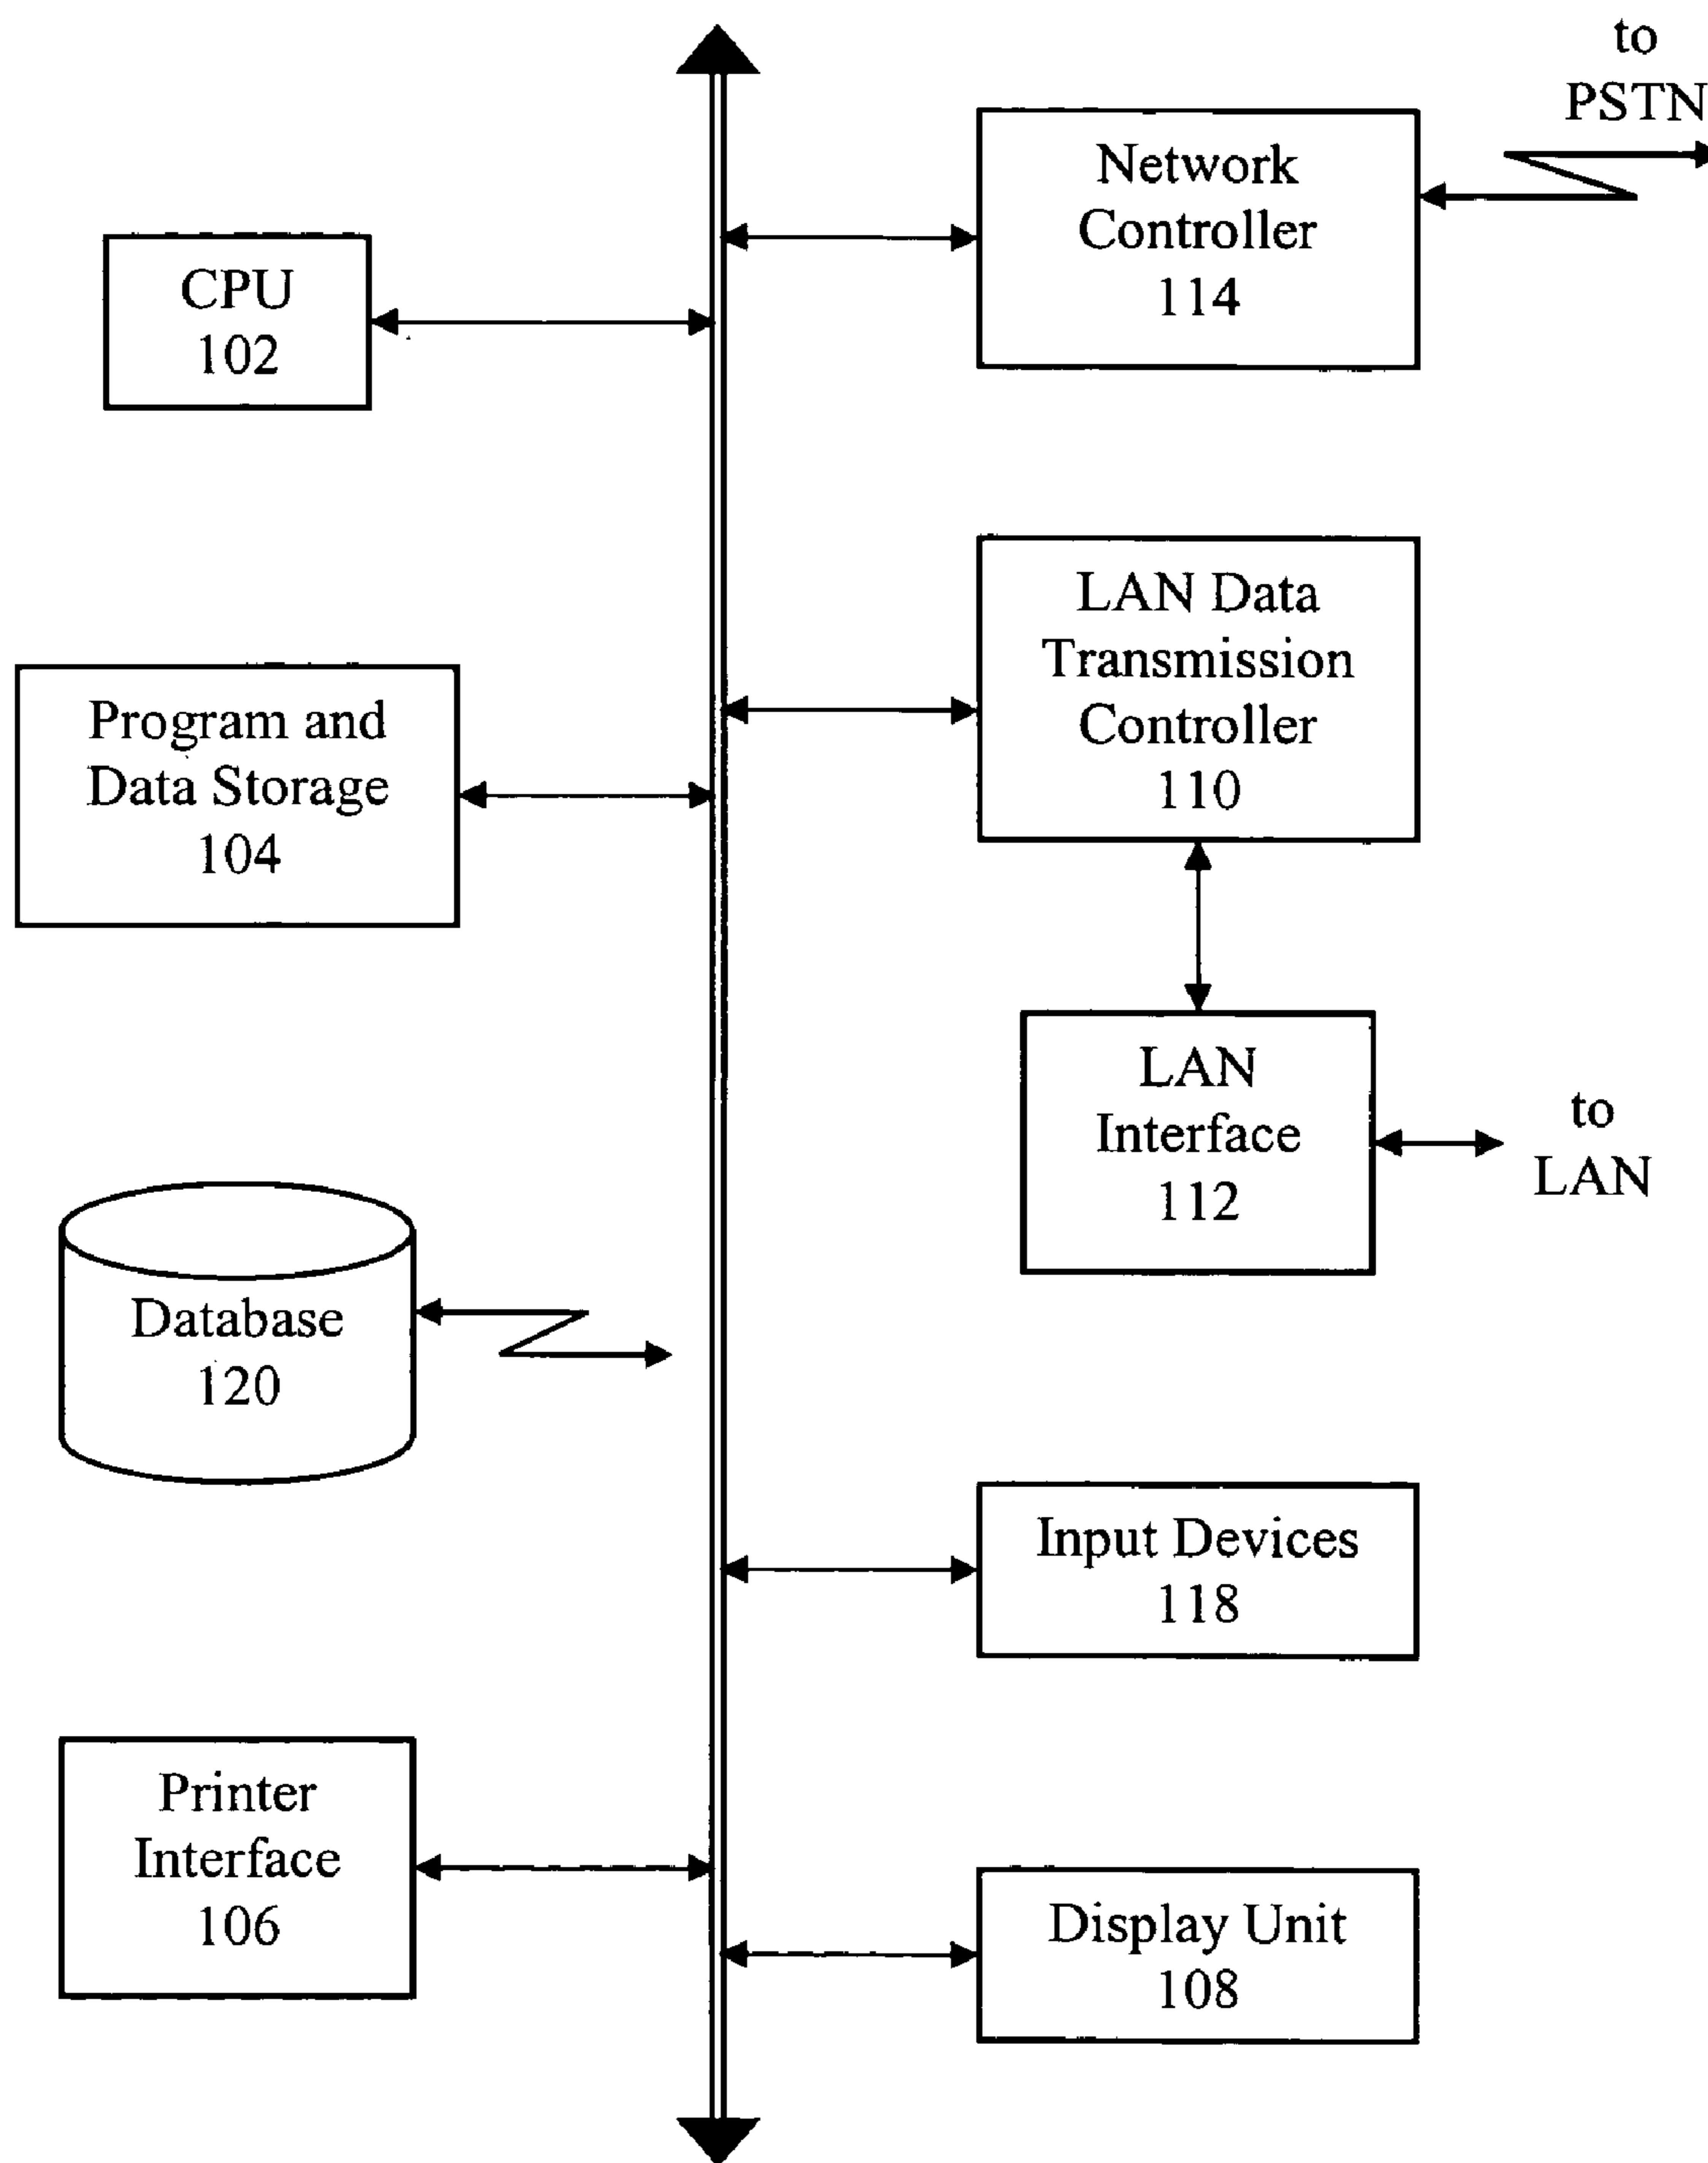 to
PSTN
Network
Controller
114
CPU
102
LAN Data
Transmission
Controller
110
Program and
Data Storage
104
LAN
Interface
112
to
LAN
Database
120
Input Devices
118
Printer
Interface
106
Display Unit
108